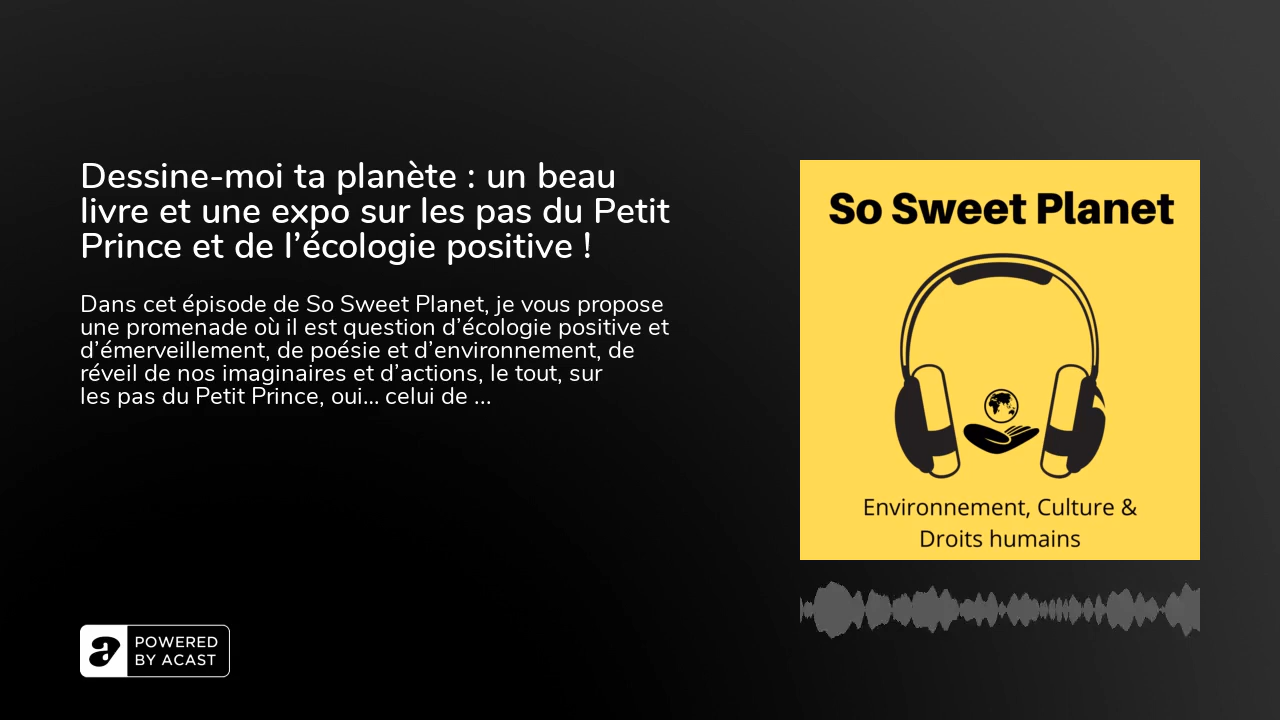 Dessine-moi ta planète : un beau
livre et une expo sur les pas du Petit
Prince et de l’écologie positive !
Dans cet épisode de So Sweet Planet, je vous propose
une promenade où il est question d’écologie positive et
d’émerveillement, de poésie et d’environnement, de
réveil de nos imaginaires et d’actions, le tout, sur
les pas du Petit Prince, oui... celui de ...
So Sweet Planet
Environnement, Culture &
Droits humains
POWERED
BY ACAST